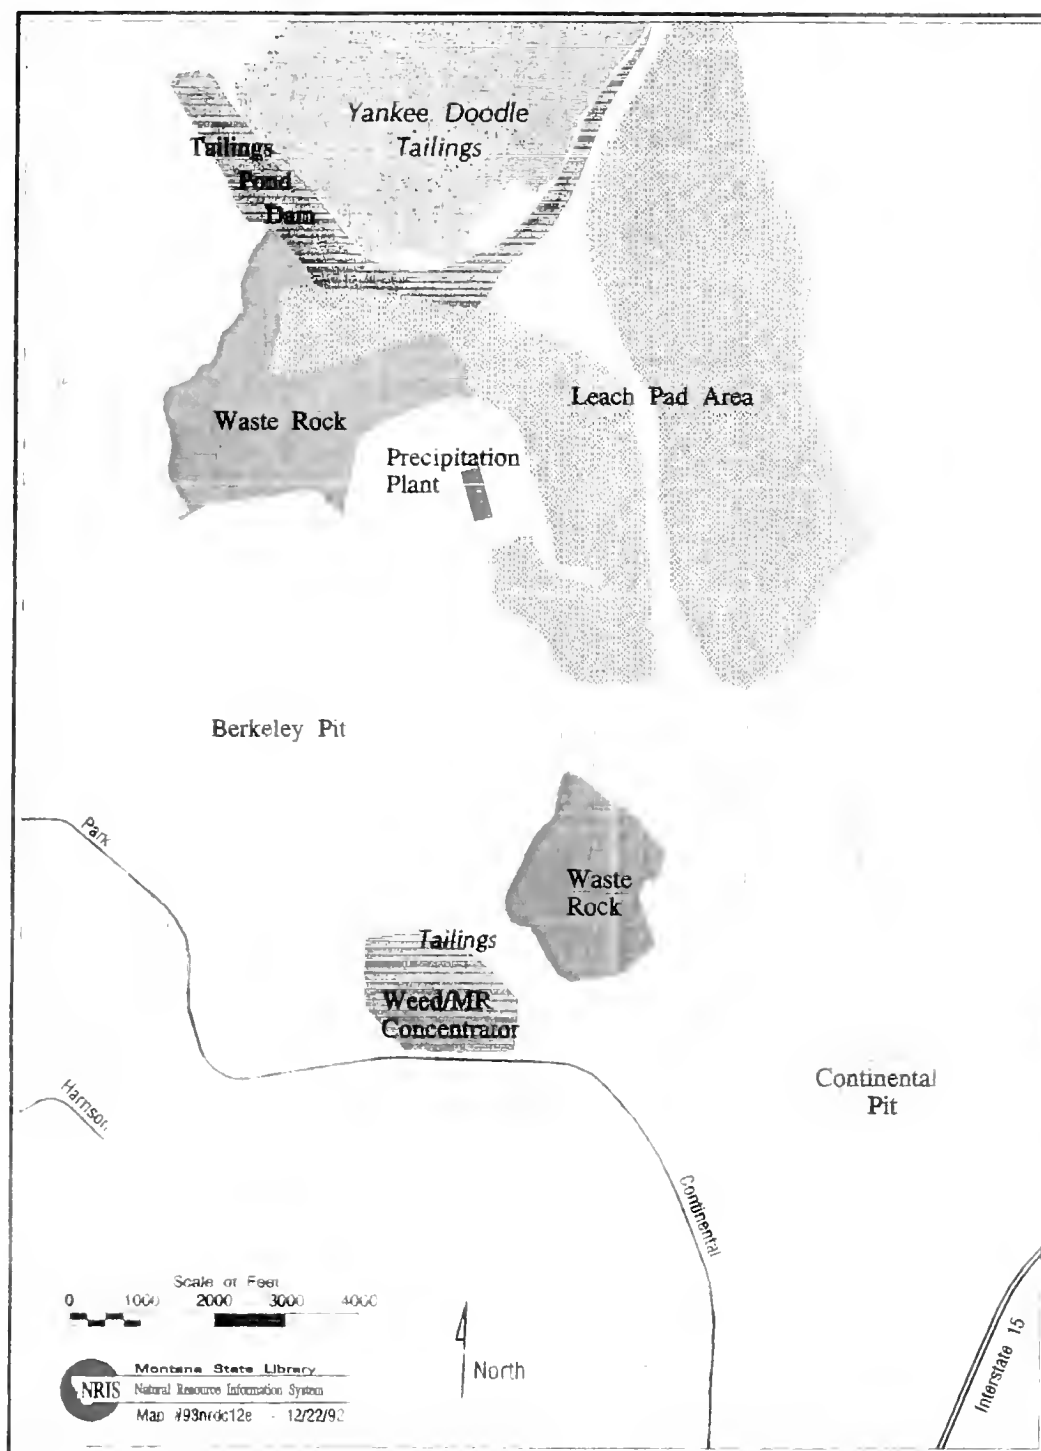 Yankee Doodle
Tailings
Tailings
Pond
Dam
Waste Rock
Leach Pad Area
Precipitation
Plant
Berkeley Pit
Park
Waste
Rock
Tailings
Weed/MR
Concentrator
Continental
Pit
Harrison
Continental
Interstate 15
Scale of Feet
0 1000 2000 3000 4000
North
NRIS
Montana State Library
Natural Resource Information System
Map #93nrdc12e - 12/22/92